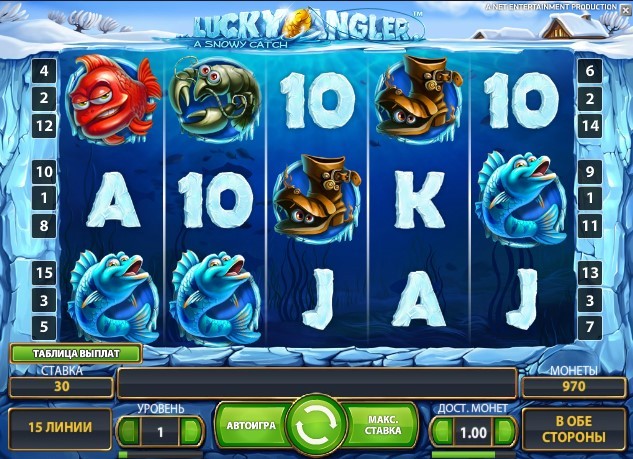 A NET ENTERTAINMENT PRODUCTION
LUCKY ANGLER™
A SNOWY CATCH
4 10 10 6
2 2
12 14
10 9
1 A 10 K 1
8 11
15 13
3 J A J 3
5 7
ТАБЛИЦА ВЫПЛАТ
СТАВКА МОНЕТЫ
30 970
15 ЛИНИИ УРОВЕНЬ 1 АВТОИГРА МАКС. СТАВКА ДОСТ. МОНЕТ 1.00 В ОБЕ СТОРОНЫ